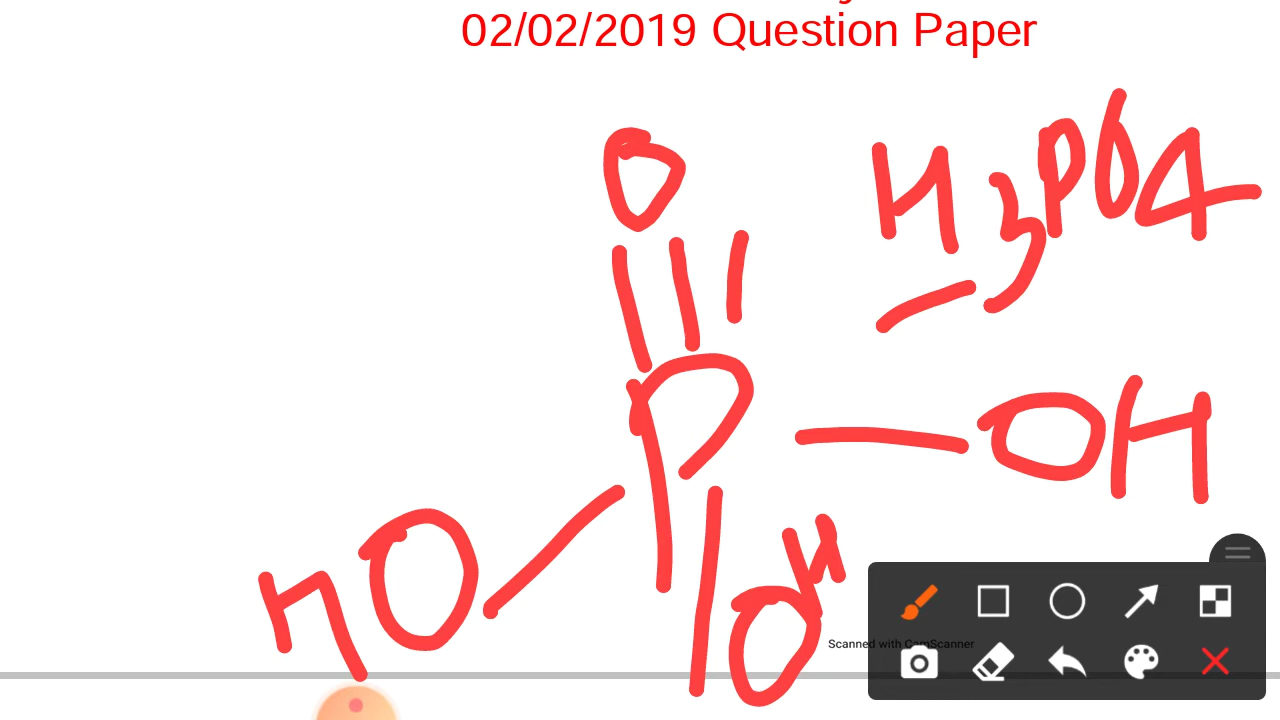 02/02/2019 Question Paper
H3PO4
O
P
OH
HO
OH
Scanned with CamScanner